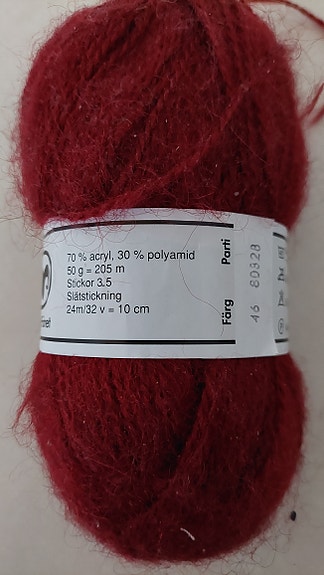 70 % acryl, 30 % polyamid
50 g = 205 m
Stickor 3.5
Slätstickning
24m/32 v = 10 cm
Färg Parti
46 80328